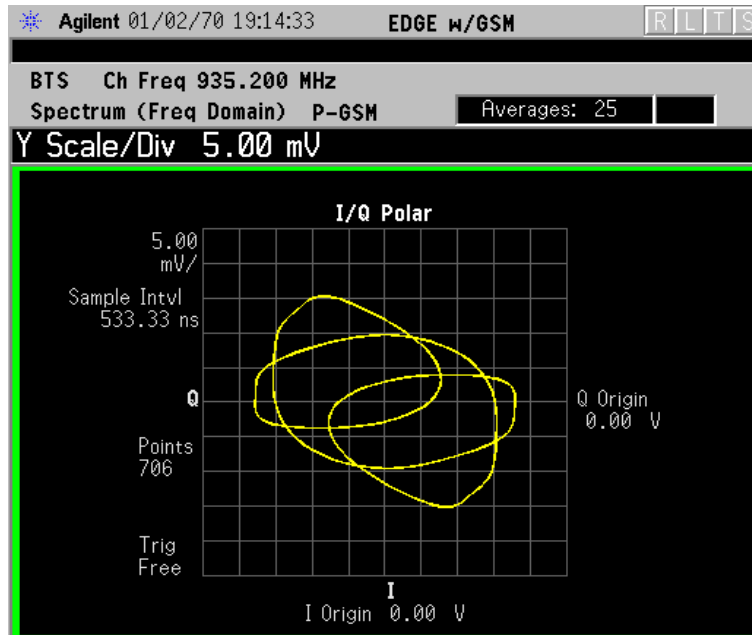 Agilent 01/02/70 19:14:33 EDGE w/GSM R L T S
BTS Ch Freq 935.200 MHz
Spectrum (Freq Domain) P-GSM Averages: 25
Y Scale/Div 5.00 mV
I/Q Polar
5.00
mV/
Sample Intvl
533.33 ns
Q
Q Origin
0.00 V
Points
706
Trig
Free
I
I Origin 0.00 V